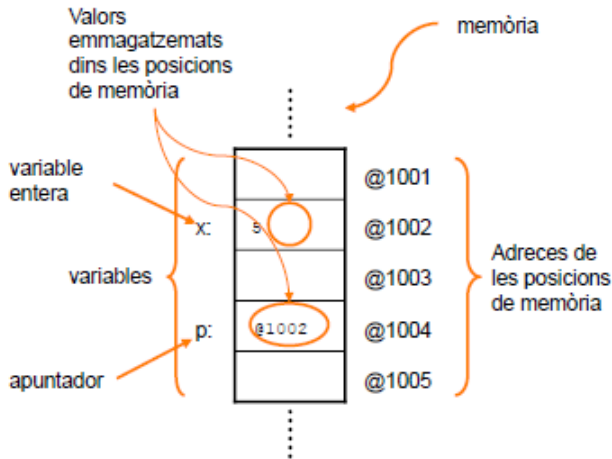 Valors
emmagatzemats
dins les posicions
de memòria
memòria
variable
entera
@1001
x:
5
@1002
variables
@1003
Adreces de
les posicions
de memòria
p:
@1002
@1004
apuntador
@1005